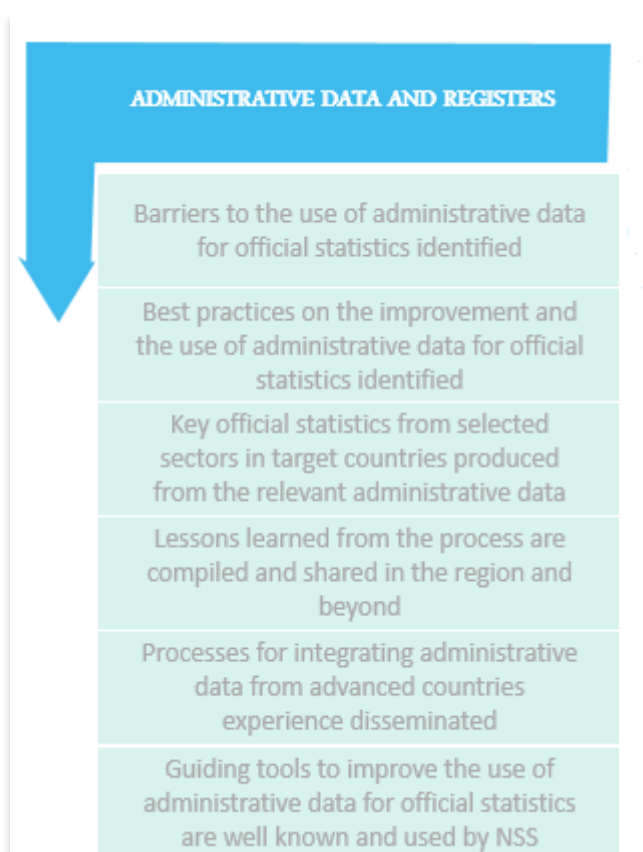 ADMINISTRATIVE DATA AND REGISTERS
Barriers to the use of administrative data
for official statistics identified
Best practices on the improvement and
the use of administrative data for official
statistics identified
Key official statistics from selected
sectors in target countries produced
from the relevant administrative data
Lessons learned from the process are
compiled and shared in the region and
beyond
Processes for integrating administrative
data from advanced countries
experience disseminated
Guiding tools to improve the use of
administrative data for official statistics
are well known and used by NSS